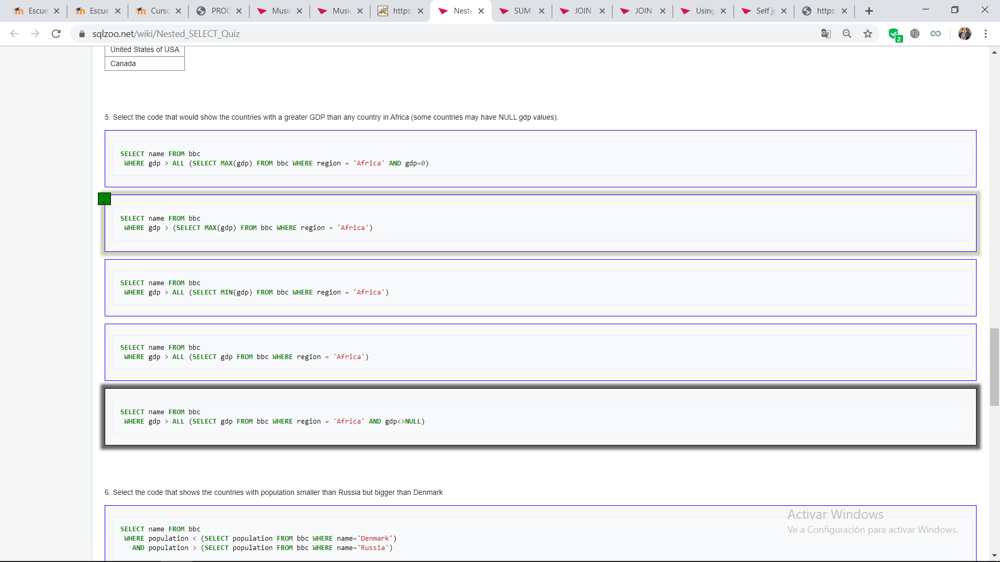 Escue
Escue
Curso
PROG
Music
Music
https:
Neste
SUM
JOIN
JOIN
Using
Self jo
https:
sqlzoo.net/wiki/Nested_SELECT_Quiz
2
United States of USA
Canada
5. Select the code that would show the countries with a greater GDP than any country in Africa (some countries may have NULL gdp values).
SELECT name FROM bbc
WHERE gdp > ALL (SELECT MAX(gdp) FROM bbc WHERE region = 'Africa' AND gdp=0)
SELECT name FROM bbc
WHERE gdp > (SELECT MAX(gdp) FROM bbc WHERE region = 'Africa')
SELECT name FROM bbc
WHERE gdp > ALL (SELECT MIN(gdp) FROM bbc WHERE region = 'Africa')
SELECT name FROM bbc
WHERE gdp > ALL (SELECT gdp FROM bbc WHERE region = 'Africa')
SELECT name FROM bbc
WHERE gdp > ALL (SELECT gdp FROM bbc WHERE region = 'Africa' AND gdp<>NULL)
6. Select the code that shows the countries with population smaller than Russia but bigger than Denmark
SELECT name FROM bbc
WHERE population < (SELECT population FROM bbc WHERE name='Denmark')
AND population > (SELECT population FROM bbc WHERE name='Russia')
Activar Windows
Ve a Configuración para activar Windows.